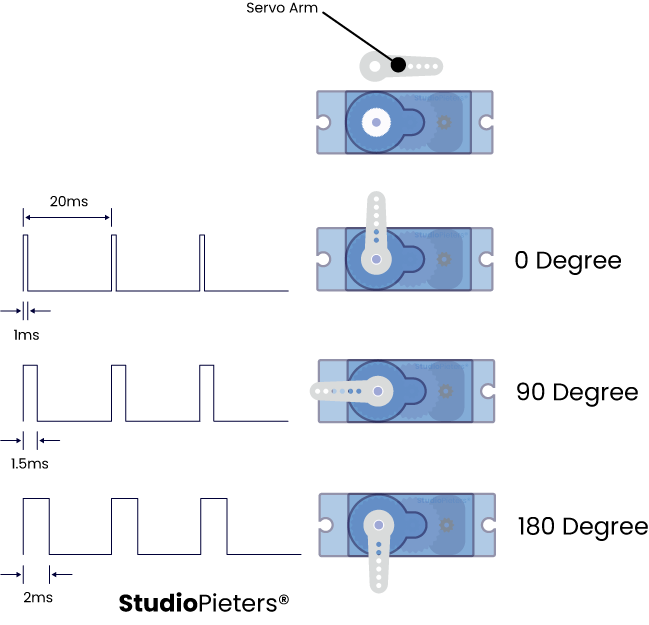 Servo Arm
20ms
0 Degree
1ms
90 Degree
1.5ms
180 Degree
2ms
StudioPieters®